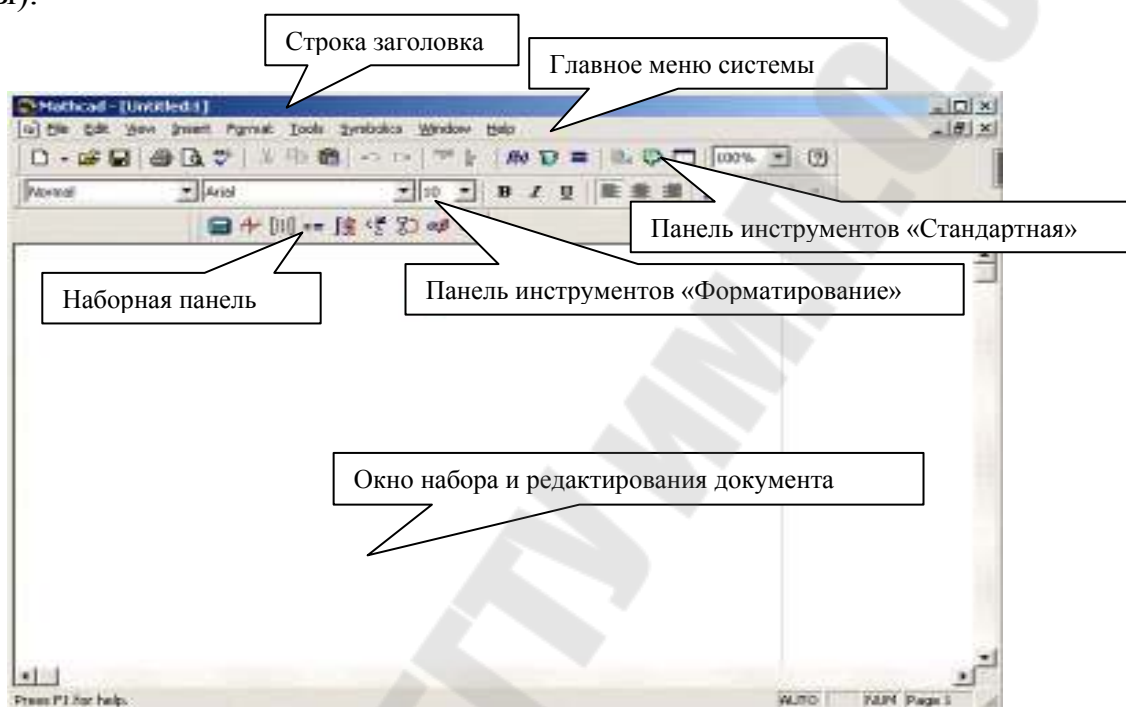 ы).
Строка заголовка
Главное меню системы
Mathcad - [Untitled:1]
File Edit View Insert Format Tools Symbolics Window Help
100%
Normal Arial 10 B I U
Панель инструментов «Стандартная»
Наборная панель
Панель инструментов «Форматирование»
Окно набора и редактирования документа
Press F1 for help.
AUTO NUM Page 1
ГГТУ ИМ.П.О.